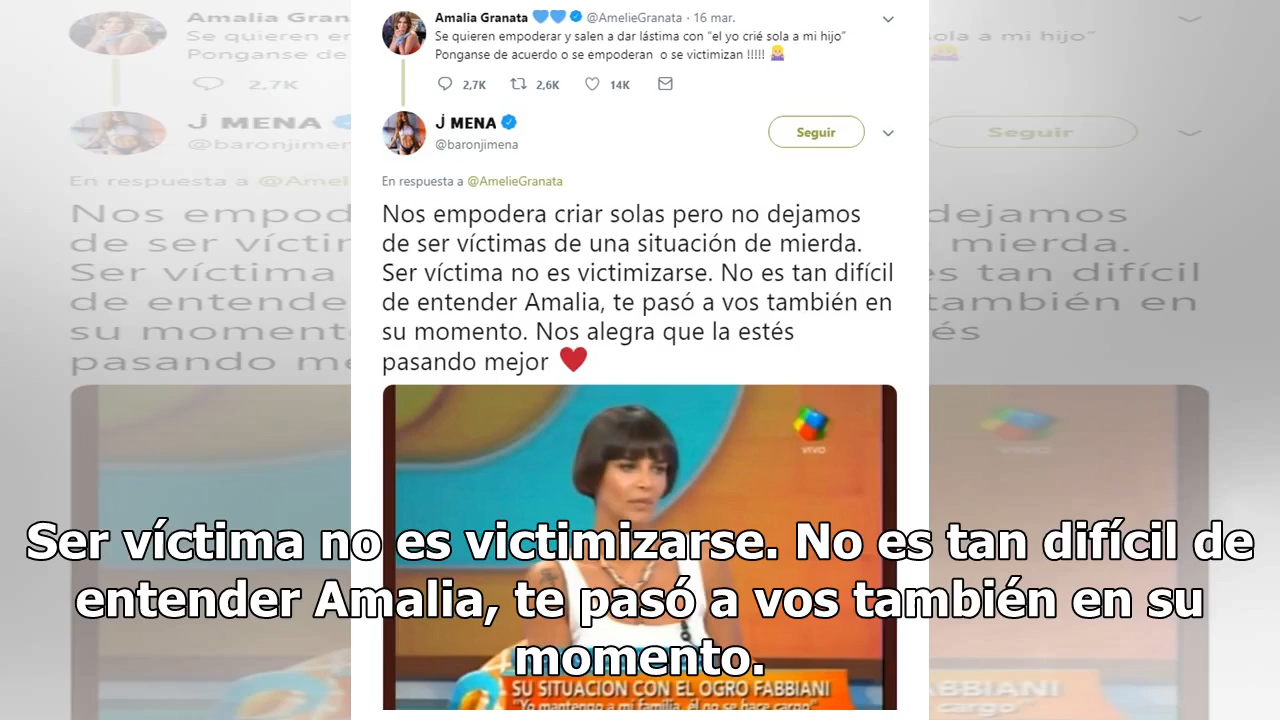 Amalia Granata 💙💙 @AmelieGranata · 16 mar.
Se quieren empoderar y salen a dar lástima con “el yo crié sola a mi hijo”
Ponganse de acuerdo o se empoderan o se victimizan !!!!! 🤷🏼‍♀️
2,7K 2,6K 14K
J MENA
@baronjimena
Seguir
En respuesta a @AmelieGranata
Nos empodera criar solas pero no dejamos
de ser víctimas de una situación de mierda.
Ser víctima no es victimizarse. No es tan difícil
de entender Amalia, te pasó a vos también en
su momento. Nos alegra que la estés
pasando mejor ❤️
VIVO
Ser víctima no es victimizarse. No es tan difícil de
entender Amalia, te pasó a vos también en su
momento.
SU SITUACION CON EL OGRO FABBIANI
"Yo mantengo a mi familia, él no se hace cargo"